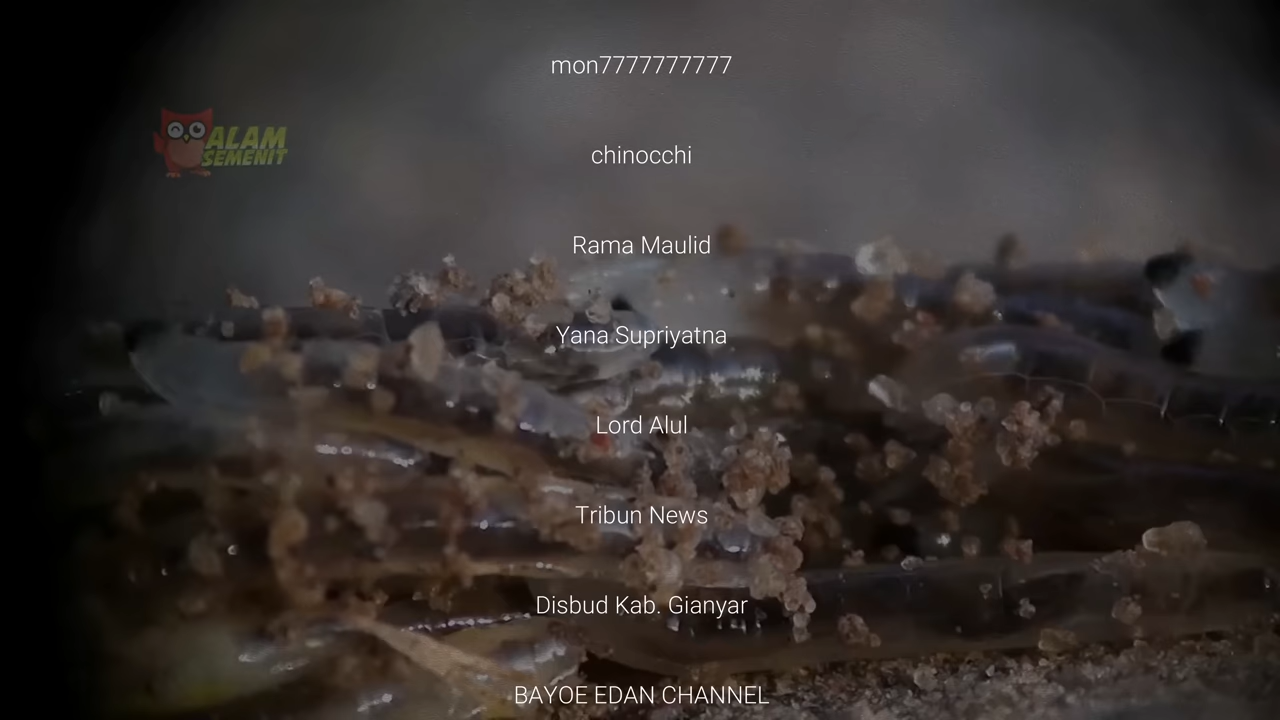 mon7777777777
ALAM
SEMENIT
chinocchi
Rama Maulid
Yana Supriyatna
Lord Alul
Tribun News
Disbud Kab. Gianyar
BAYOE EDAN CHANNEL